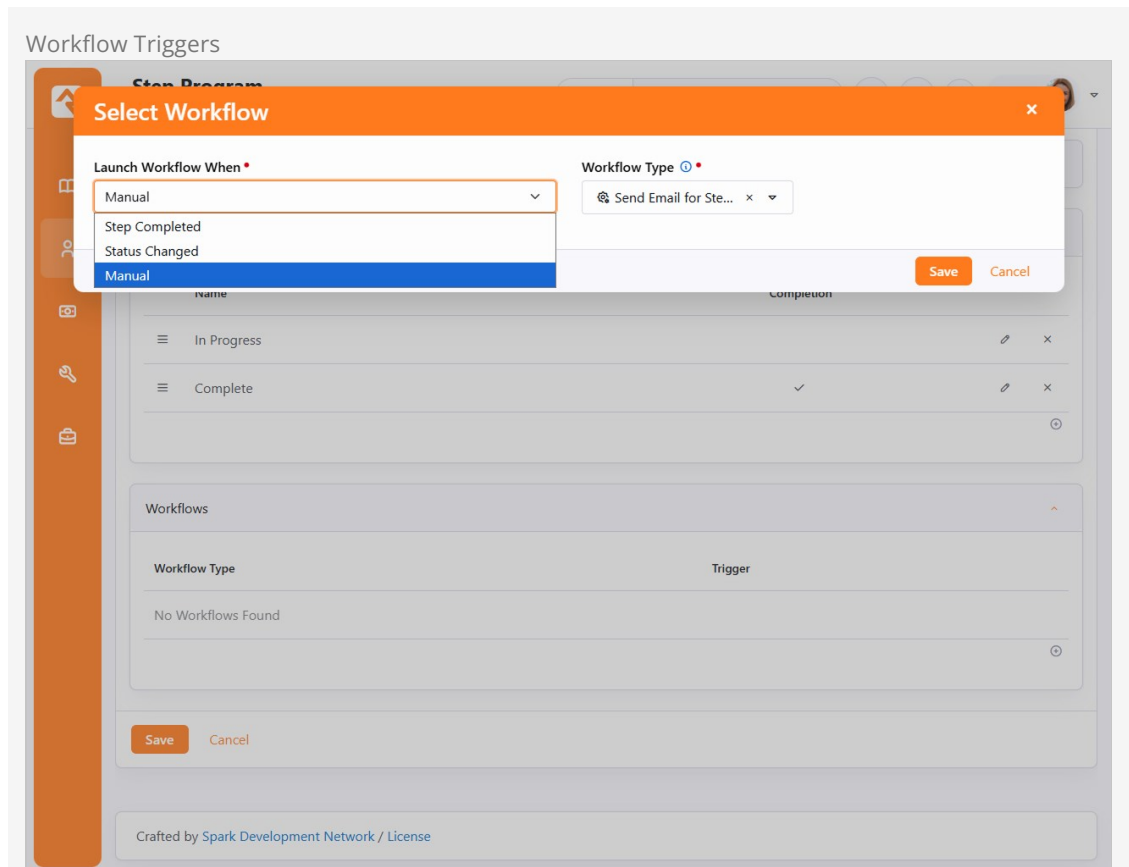 Workflow Triggers
Step Program
Select Workflow ×
Launch Workflow When • Workflow Type •
Manual Send Email for Ste... ×
Step Completed
Status Changed
Manual
Save Cancel
Name Completion
In Progress
Complete
Workflows
Workflow Type Trigger
No Workflows Found
Save Cancel
Crafted by Spark Development Network / License